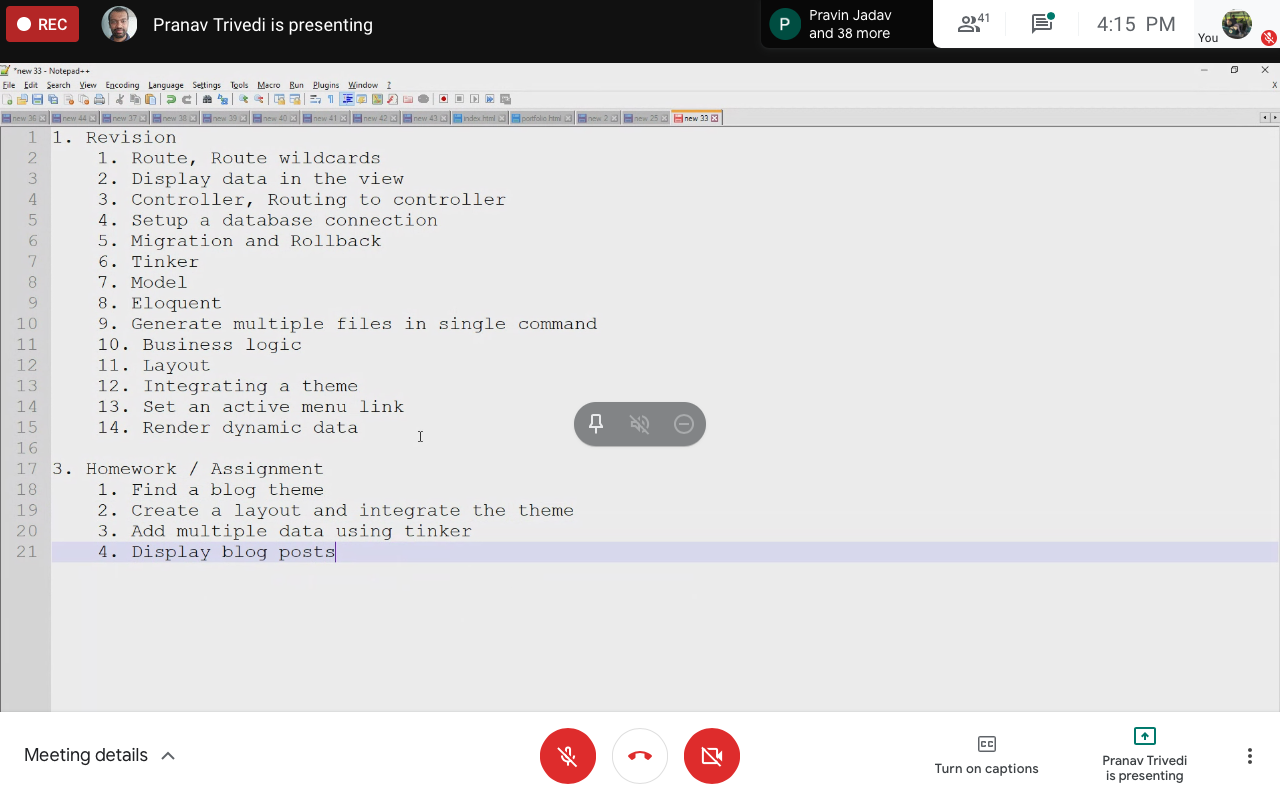 REC
Pranav Trivedi is presenting
Pravin Jadav
and 38 more
P
41
4:15 PM
You
*new 33 - Notepad++
File Edit Search View Encoding Language Settings Tools Macro Run Plugins Window ?
X
new 36 new 44 new 37 new 38 new 39 new 40 new 41 new 42 new 43 index.html portfolio.html new 2 new 25 new 33
1 1. Revision
2 1. Route, Route wildcards
3 2. Display data in the view
4 3. Controller, Routing to controller
5 4. Setup a database connection
6 5. Migration and Rollback
7 6. Tinker
8 7. Model
9 8. Eloquent
10 9. Generate multiple files in single command
11 10. Business logic
12 11. Layout
13 12. Integrating a theme
14 13. Set an active menu link
15 14. Render dynamic data
16
17 3. Homework / Assignment
18 1. Find a blog theme
19 2. Create a layout and integrate the theme
20 3. Add multiple data using tinker
21 4. Display blog posts
Meeting details
CC
Turn on captions
Pranav Trivedi
is presenting